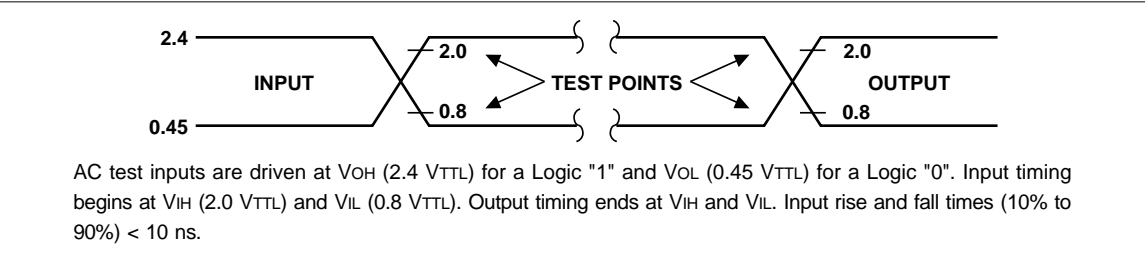 2.4
2.0
2.0
INPUT
TEST POINTS
OUTPUT
0.8
0.8
0.45
AC test inputs are driven at VOH (2.4 VTTL) for a Logic "1" and VOL (0.45 VTTL) for a Logic "0". Input timing
begins at VIH (2.0 VTTL) and VIL (0.8 VTTL). Output timing ends at VIH and VIL. Input rise and fall times (10% to
90%) < 10 ns.